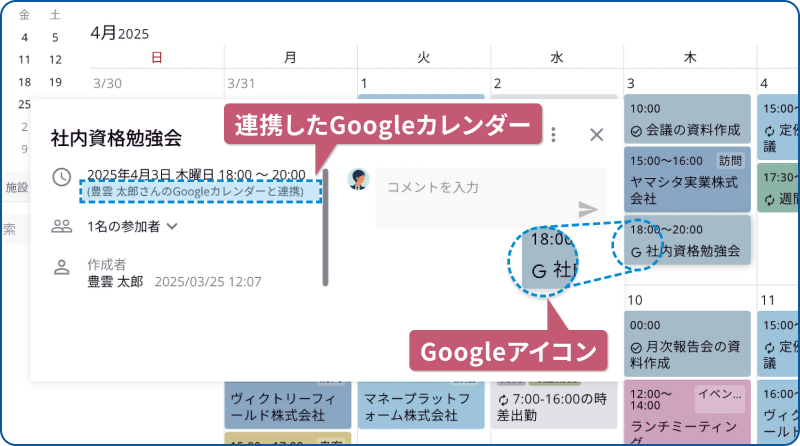 金 土
4 5
11 12
18 19
25
2
9
施設
索
4月2025
日 月 火 水 木
3/30 3/31 1 2 3 4
連携したGoogleカレンダー
社内資格勉強会
2025年4月3日 木曜日 18:00 〜 20:00
(豊雲 太郎さんのGoogleカレンダーと連携)
1名の参加者
作成者
豊雲 太郎 2025/03/25 12:07
コメントを入力
18:00
G 社
Googleアイコン
10:00
会議の資料作成
15:00〜16:00 訪問
ヤマシタ実業株式
会社
18:00〜20:00
G 社内資格勉強会
15:00〜
定例
議
17:30〜
週間
10 11
00:00
月次報告会の資
料作成
12:00〜
14:00
イベン...
ランチミーティン
グ
15:00〜
定例
議
16:00〜
ヴィク
ールド
ヴィクトリーフィ
ールド株式会社
マネープラットフ
ォーム株式会社
7:00-16:00の時
差出勤